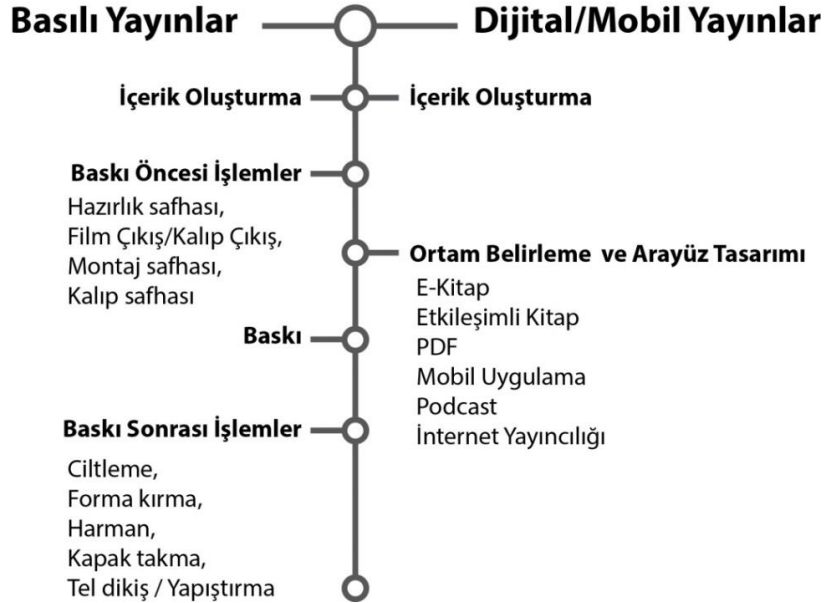 Basılı Yayınlar
Dijital/Mobil Yayınlar
İçerik Oluşturma
İçerik Oluşturma
Baskı Öncesi İşlemler
Hazırlık safhası,
Film Çıkış/Kalıp Çıkış,
Montaj safhası,
Kalıp safhası
Ortam Belirleme ve Arayüz Tasarımı
E-Kitap
Etkileşimli Kitap
PDF
Mobil Uygulama
Podcast
İnternet Yayıncılığı
Baskı
Baskı Sonrası İşlemler
Ciltleme,
Forma kırma,
Harman,
Kapak takma,
Tel dikiş / Yapıştırma